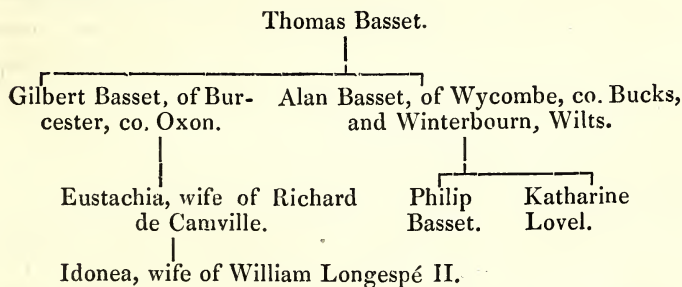 Thomas Basset.
Gilbert Basset, of Bur-
cester, co. Oxon.
Alan Basset, of Wycombe, co. Bucks,
and Winterbourn, Wilts.
Eustachia, wife of Richard
de Camville.
Philip
Basset.
Katharine
Lovel.
Idonea, wife of William Longespé II.